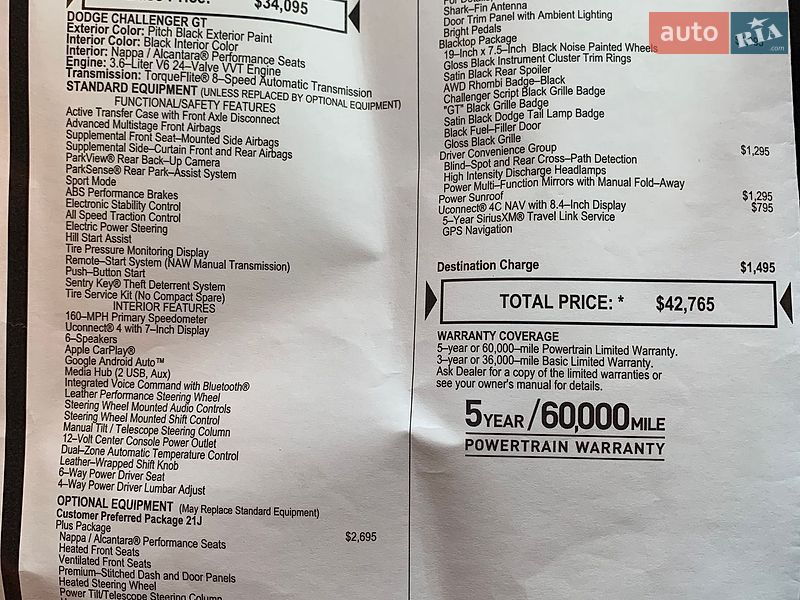 $34,095
DODGE CHALLENGER GT
Exterior Color: Pitch Black Exterior Paint
Interior Color: Black Interior Color
Interior: Nappa / Alcantara® Performance Seats
Engine: 3.6–Liter V6 24–Valve VVT Engine
Transmission: TorqueFlite® 8–Speed Automatic Transmission
STANDARD EQUIPMENT (UNLESS REPLACED BY OPTIONAL EQUIPMENT)
FUNCTIONAL/SAFETY FEATURES
Active Transfer Case with Front Axle Disconnect
Advanced Multistage Front Airbags
Supplemental Front Seat–Mounted Side Airbags
Supplemental Side–Curtain Front and Rear Airbags
ParkView® Rear Back–Up Camera
ParkSense® Rear Park–Assist System
Sport Mode
ABS Performance Brakes
Electronic Stability Control
All Speed Traction Control
Electric Power Steering
Hill Start Assist
Tire Pressure Monitoring Display
Remote–Start System (NAW Manual Transmission)
Push–Button Start
Sentry Key® Theft Deterrent System
Tire Service Kit (No Compact Spare)
INTERIOR FEATURES
160–MPH Primary Speedometer
Uconnect® 4 with 7–Inch Display
6–Speakers
Apple CarPlay®
Google Android Auto™
Media Hub (2 USB, Aux)
Integrated Voice Command with Bluetooth®
Leather Performance Steering Wheel
Steering Wheel Mounted Audio Controls
Steering Wheel Mounted Shift Control
Manual Tilt / Telescope Steering Column
12–Volt Center Console Power Outlet
Dual–Zone Automatic Temperature Control
Leather–Wrapped Shift Knob
6–Way Power Driver Seat
4–Way Power Driver Lumbar Adjust
OPTIONAL EQUIPMENT (May Replace Standard Equipment)
Customer Preferred Package 21J
Plus Package $2,695
Nappa / Alcantara® Performance Seats
Heated Front Seats
Ventilated Front Seats
Premium–Stitched Dash and Door Panels
Heated Steering Wheel
Power Tilt/Telescope Steering Column
Shark–Fin Antenna
Door Trim Panel with Ambient Lighting
Bright Pedals
Blacktop Package
19–Inch x 7.5–Inch Black Noise Painted Wheels
Gloss Black Instrument Cluster Trim Rings
Satin Black Rear Spoiler
AWD Rhombi Badge–Black
Challenger Script Black Grille Badge
"GT" Black Grille Badge
Satin Black Dodge Tail Lamp Badge
Black Fuel–Filler Door
Gloss Black Grille
Driver Convenience Group $1,295
Blind–Spot and Rear Cross–Path Detection
High Intensity Discharge Headlamps
Power Multi–Function Mirrors with Manual Fold–Away
Power Sunroof $1,295
Uconnect® 4C NAV with 8.4–Inch Display $795
5–Year SiriusXM® Travel Link Service
GPS Navigation
Destination Charge $1,495
TOTAL PRICE: * $42,765
WARRANTY COVERAGE
5–year or 60,000–mile Powertrain Limited Warranty.
3–year or 36,000–mile Basic Limited Warranty.
Ask Dealer for a copy of the limited warranties or
see your owner's manual for details.
5 YEAR / 60,000 MILE
POWERTRAIN WARRANTY
auto RIA .com